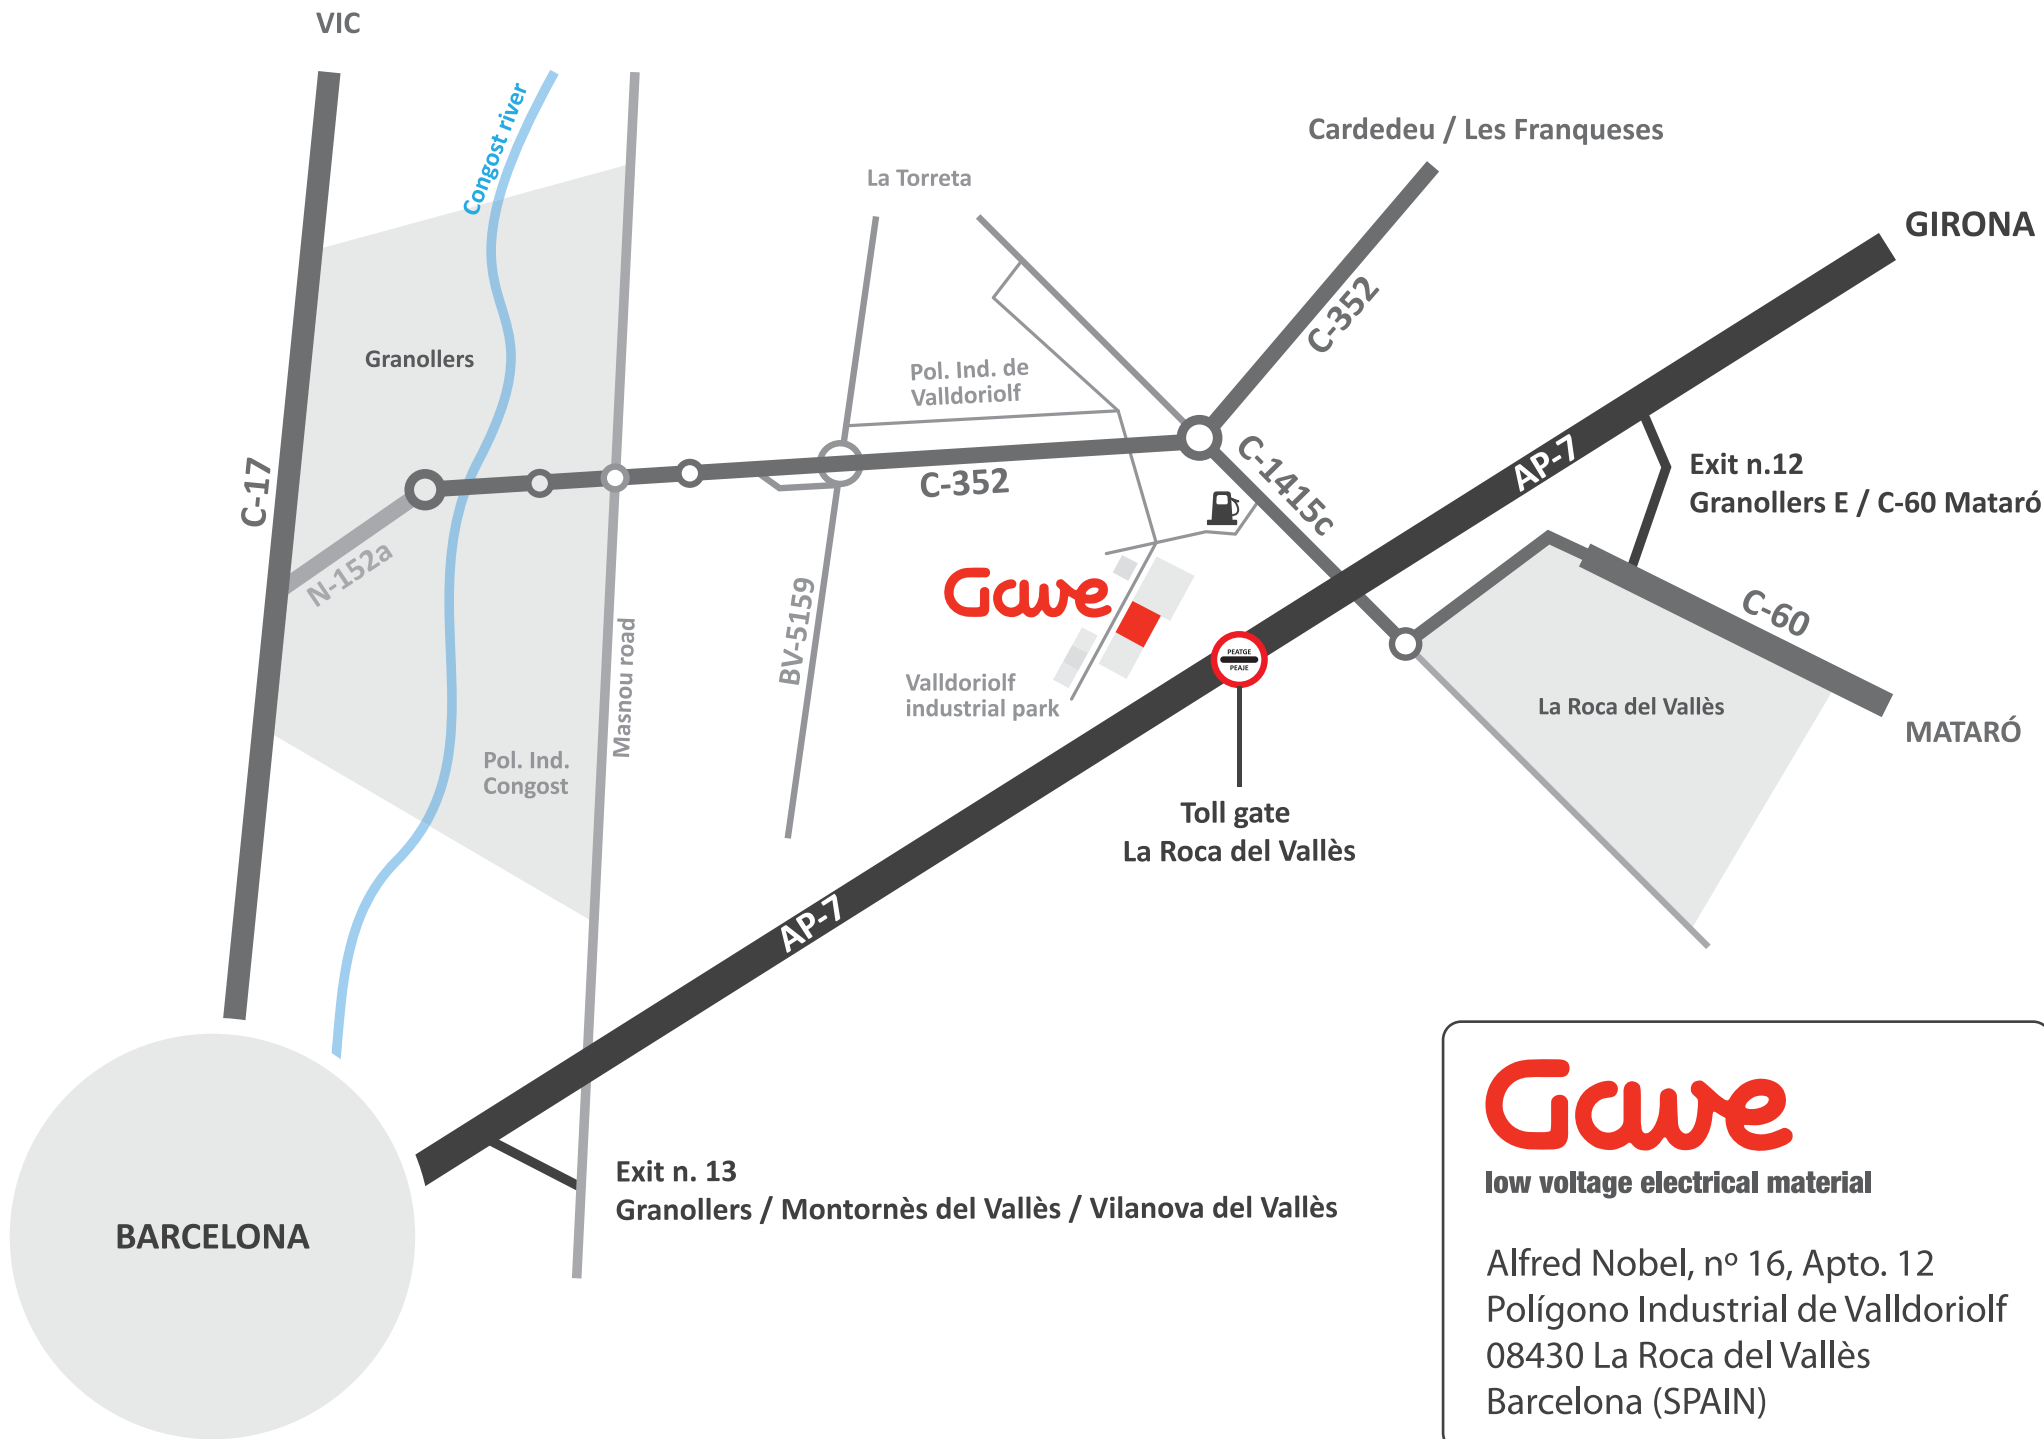 VIC
Congost river
Cardedeu / Les Franqueses
La Torreta
GIRONA
C-352
Granollers
Pol. Ind. de
Valldoriolf
C-17
C-352
C-1415c
AP-7
Exit n.12
Granollers E / C-60 Mataró
N-152a
Gave
BV-5159
C-60
Masnou road
PEATGE
PEAJE
Valldoriolf
industrial park
La Roca del Vallès
MATARÓ
Pol. Ind.
Congost
Toll gate
La Roca del Vallès
AP-7
Exit n. 13
Granollers / Montornès del Vallès / Vilanova del Vallès
BARCELONA
Gave
low voltage electrical material
Alfred Nobel, nº 16, Apto. 12
Polígono Industrial de Valldoriolf
08430 La Roca del Vallès
Barcelona (SPAIN)